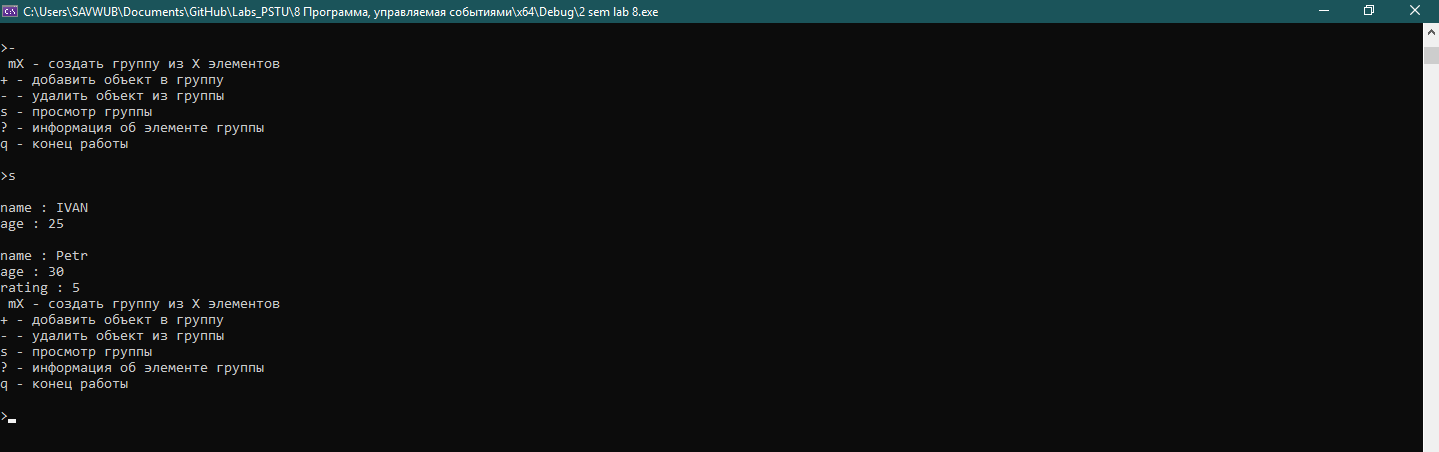 C:\Users\SAVWUB\Documents\GitHub\Labs_PSTU\8 Программа, управляемая событиями\x64\Debug\2 sem lab 8.exe
>-
mX - создать группу из X элементов
+ - добавить объект в группу
- - удалить объект из группы
s - просмотр группы
? - информация об элементе группы
q - конец работы
>s
name : IVAN
age : 25
name : Petr
age : 30
rating : 5
mX - создать группу из X элементов
+ - добавить объект в группу
- - удалить объект из группы
s - просмотр группы
? - информация об элементе группы
q - конец работы
>